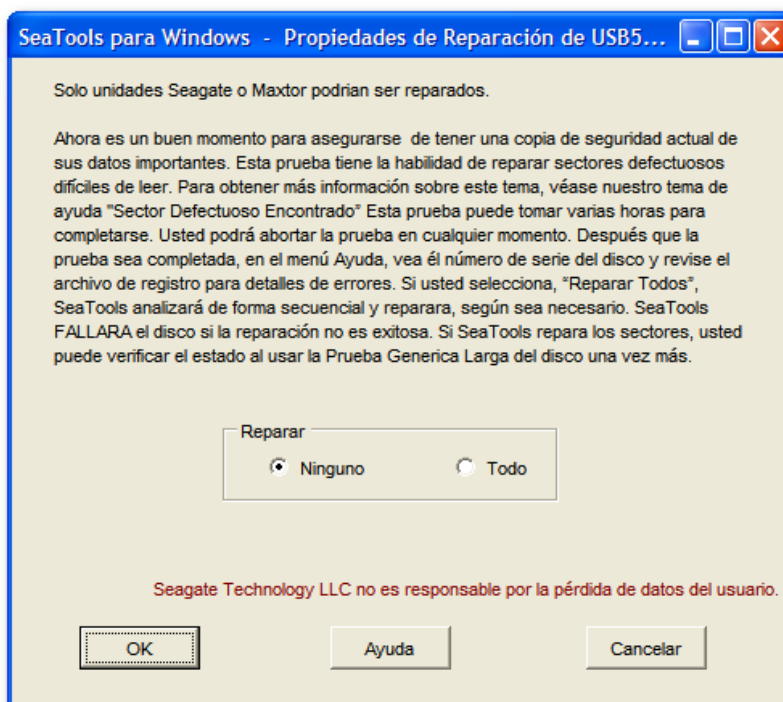 SeaTools para Windows - Propiedades de Reparación de USB5...
Solo unidades Seagate o Maxtor podrian ser reparados.
Ahora es un buen momento para asegurarse de tener una copia de seguridad actual de
sus datos importantes. Esta prueba tiene la habilidad de reparar sectores defectuosos
difíciles de leer. Para obtener más información sobre este tema, véase nuestro tema de
ayuda "Sector Defectuoso Encontrado" Esta prueba puede tomar varias horas para
completarse. Usted podrá abortar la prueba en cualquier momento. Después que la
prueba sea completada, en el menú Ayuda, vea él número de serie del disco y revise el
archivo de registro para detalles de errores. Si usted selecciona, “Reparar Todos”,
SeaTools analizará de forma secuencial y reparara, según sea necesario. SeaTools
FALLARA el disco si la reparación no es exitosa. Si SeaTools repara los sectores, usted
puede verificar el estado al usar la Prueba Generica Larga del disco una vez más.
Reparar
Ninguno Todo
Seagate Technology LLC no es responsable por la pérdida de datos del usuario.
OK Ayuda Cancelar